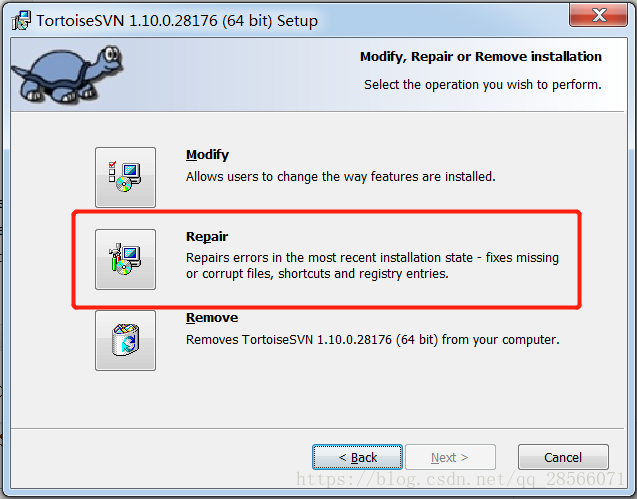 TortoiseSVN 1.10.0.28176 (64 bit) Setup
Modify, Repair or Remove installation
Select the operation you wish to perform.
Modify
Allows users to change the way features are installed.
Repair
Repairs errors in the most recent installation state - fixes missing
or corrupt files, shortcuts and registry entries.
Remove
Removes TortoiseSVN 1.10.0.28176 (64 bit) from your computer.
< Back
Next >
Cancel
https://blog.csdn.net/qq_28566071